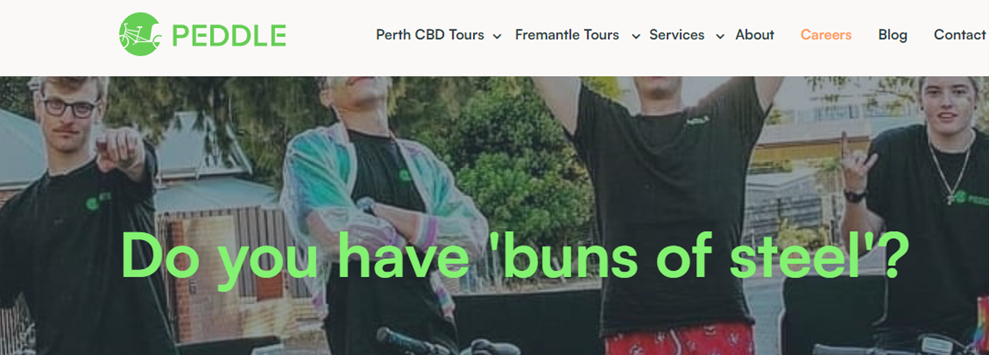 PEDDLE
Perth CBD Tours Fremantle Tours Services About Careers Blog Contact
Do you have 'buns of steel'?